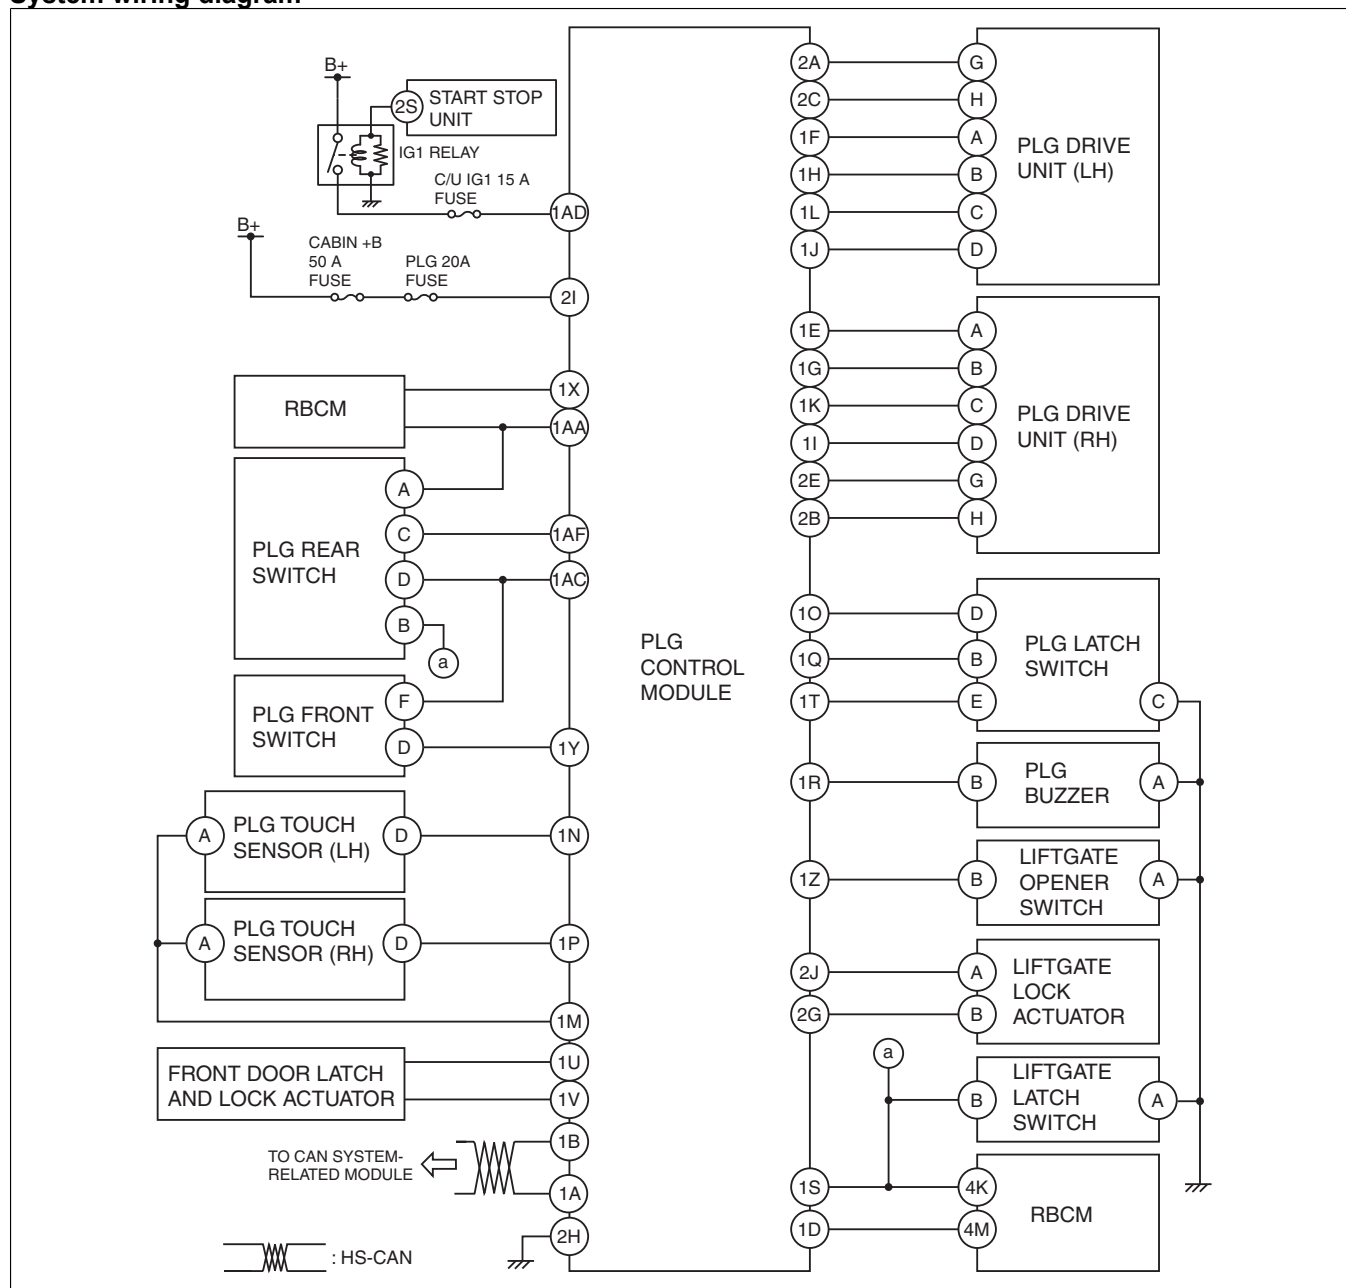 System wiring diagram
B+
2S
START STOP
UNIT
IG1 RELAY
C/U IG1 15 A
FUSE
1AD
B+
CABIN +B
50 A
FUSE
PLG 20A
FUSE
2I
RBCM
1X
1AA
PLG REAR
SWITCH
A
C
D
B
a
1AF
1AC
PLG FRONT
SWITCH
F
D
1Y
A
PLG TOUCH
SENSOR (LH)
D
1N
A
PLG TOUCH
SENSOR (RH)
D
1P
1M
FRONT DOOR LATCH
AND LOCK ACTUATOR
1U
1V
TO CAN SYSTEM-
RELATED MODULE
1B
1A
2H
: HS-CAN
PLG
CONTROL
MODULE
2A
G
2C
H
1F
A
1H
B
1L
C
1J
D
PLG DRIVE
UNIT (LH)
1E
A
1G
B
1K
C
1I
D
2E
G
2B
H
PLG DRIVE
UNIT (RH)
1O
D
1Q
B
1T
E
PLG LATCH
SWITCH
C
1R
B
PLG
BUZZER
A
1Z
B
LIFTGATE
OPENER
SWITCH
A
2J
A
2G
B
LIFTGATE
LOCK
ACTUATOR
a
B
LIFTGATE
LATCH
SWITCH
A
1S
4K
1D
4M
RBCM